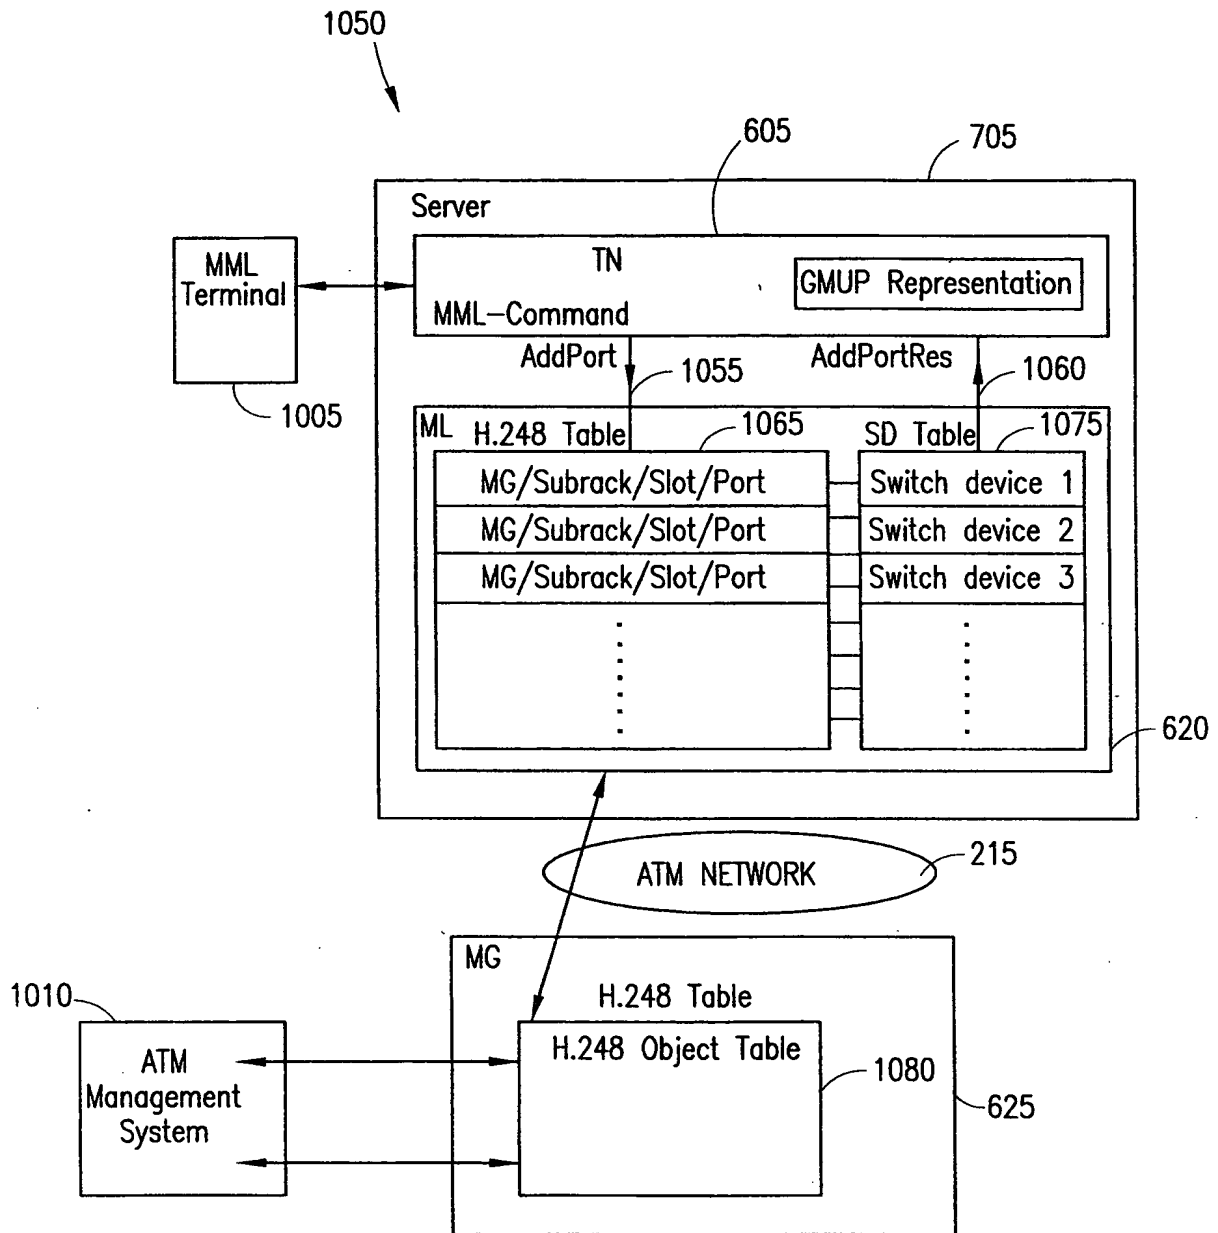 1050
605
705
Server
MML
Terminal
TN
GMUP Representation
MML-Command
AddPort
AddPortRes
1055
1060
1005
ML
H.248 Table
1065
SD Table
1075
MG/Subrack/Slot/Port
Switch device 1
MG/Subrack/Slot/Port
Switch device 2
MG/Subrack/Slot/Port
Switch device 3
620
ATM NETWORK
215
MG
1010
H.248 Table
H.248 Object Table
ATM
Management
System
1080
625